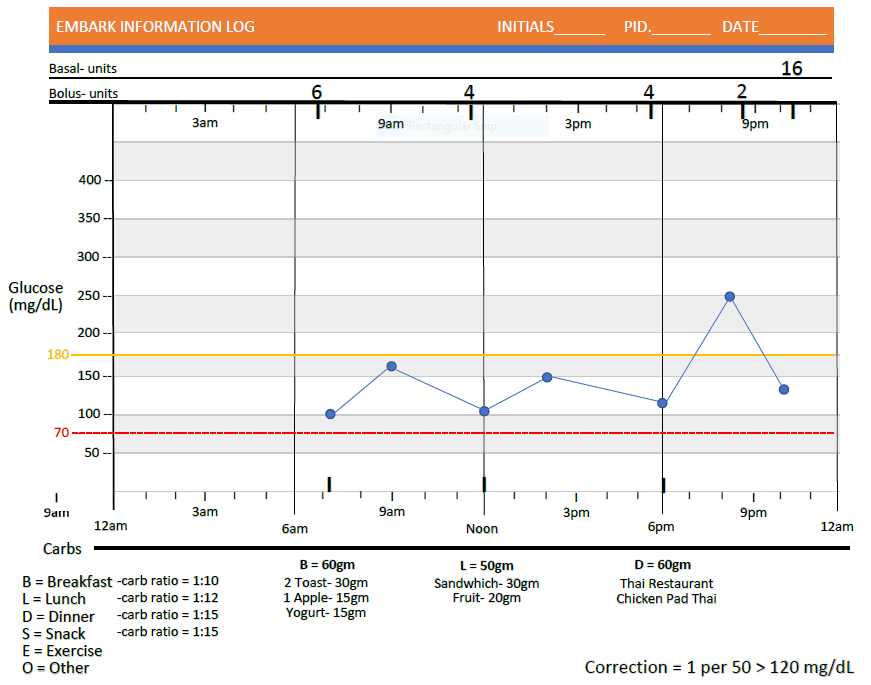 EMBARK INFORMATION LOG INITIALS______ PID._______ DATE________
Basal- units 16
Bolus- units 6 4 4 2
3am 9am 3pm 9pm
Rectangular Snip
400 --
350 --
300 --
Glucose
(mg/dL)
250 --
200 --
180
150 --
100 --
70
50 --
9am
12am 3am 6am 9am Noon 3pm 6pm 9pm 12am
Carbs
B = Breakfast -carb ratio = 1:10
L = Lunch -carb ratio = 1:12
D = Dinner -carb ratio = 1:15
S = Snack -carb ratio = 1:15
E = Exercise
O = Other
B = 60gm
2 Toast- 30gm
1 Apple- 15gm
Yogurt- 15gm
L = 50gm
Sandwhich- 30gm
Fruit- 20gm
D = 60gm
Thai Restaurant
Chicken Pad Thai
Correction = 1 per 50 > 120 mg/dL